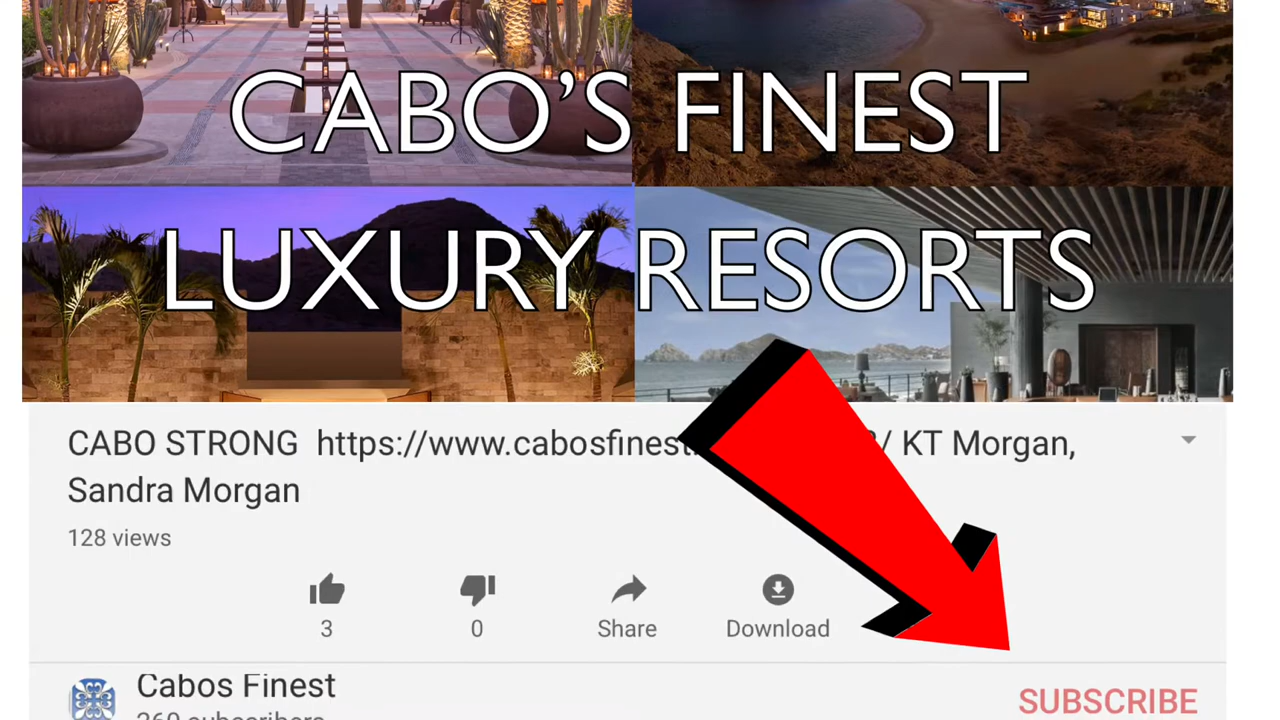 CABO'S FINEST
LUXURY RESORTS
CABO STRONG https://www.cabosfinest. / KT Morgan,
Sandra Morgan
128 views
3
0
Share
Download
Cabos Finest
SUBSCRIBE